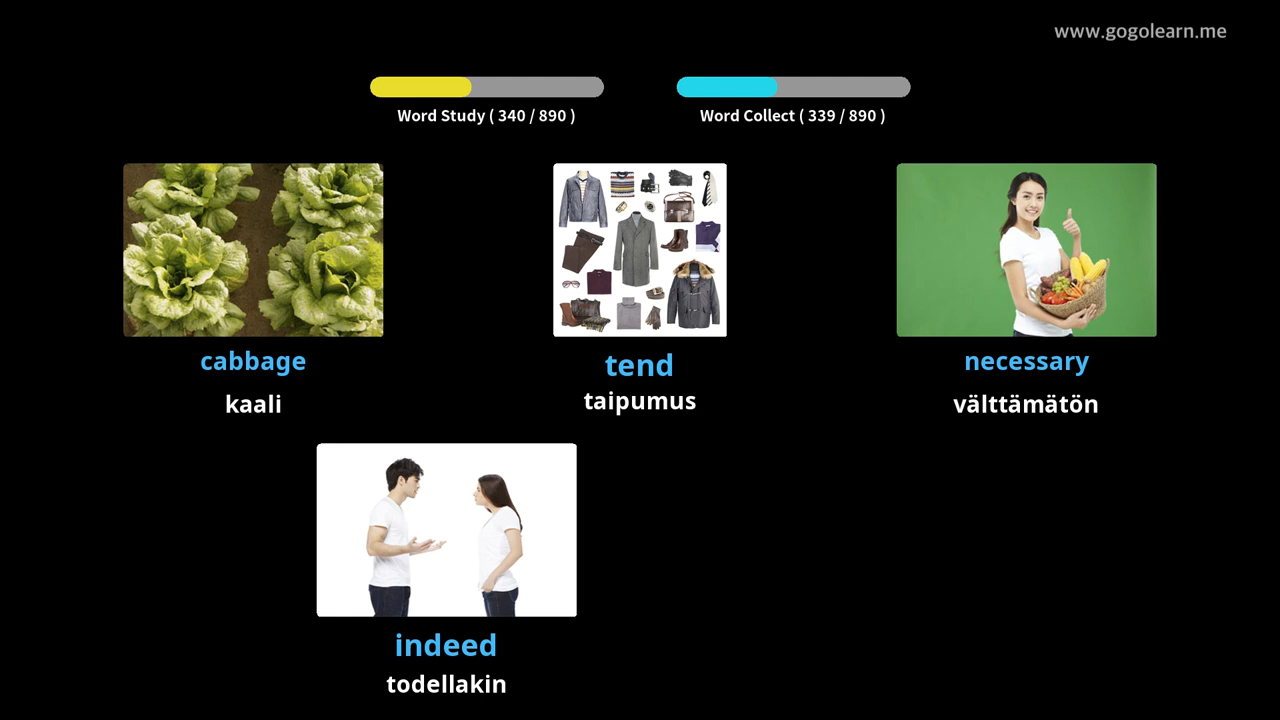 www.gogolearn.me
Word Study ( 340 / 890 )
Word Collect ( 339 / 890 )
cabbage
kaali
tend
taipumus
necessary
välttämätön
indeed
todellakin